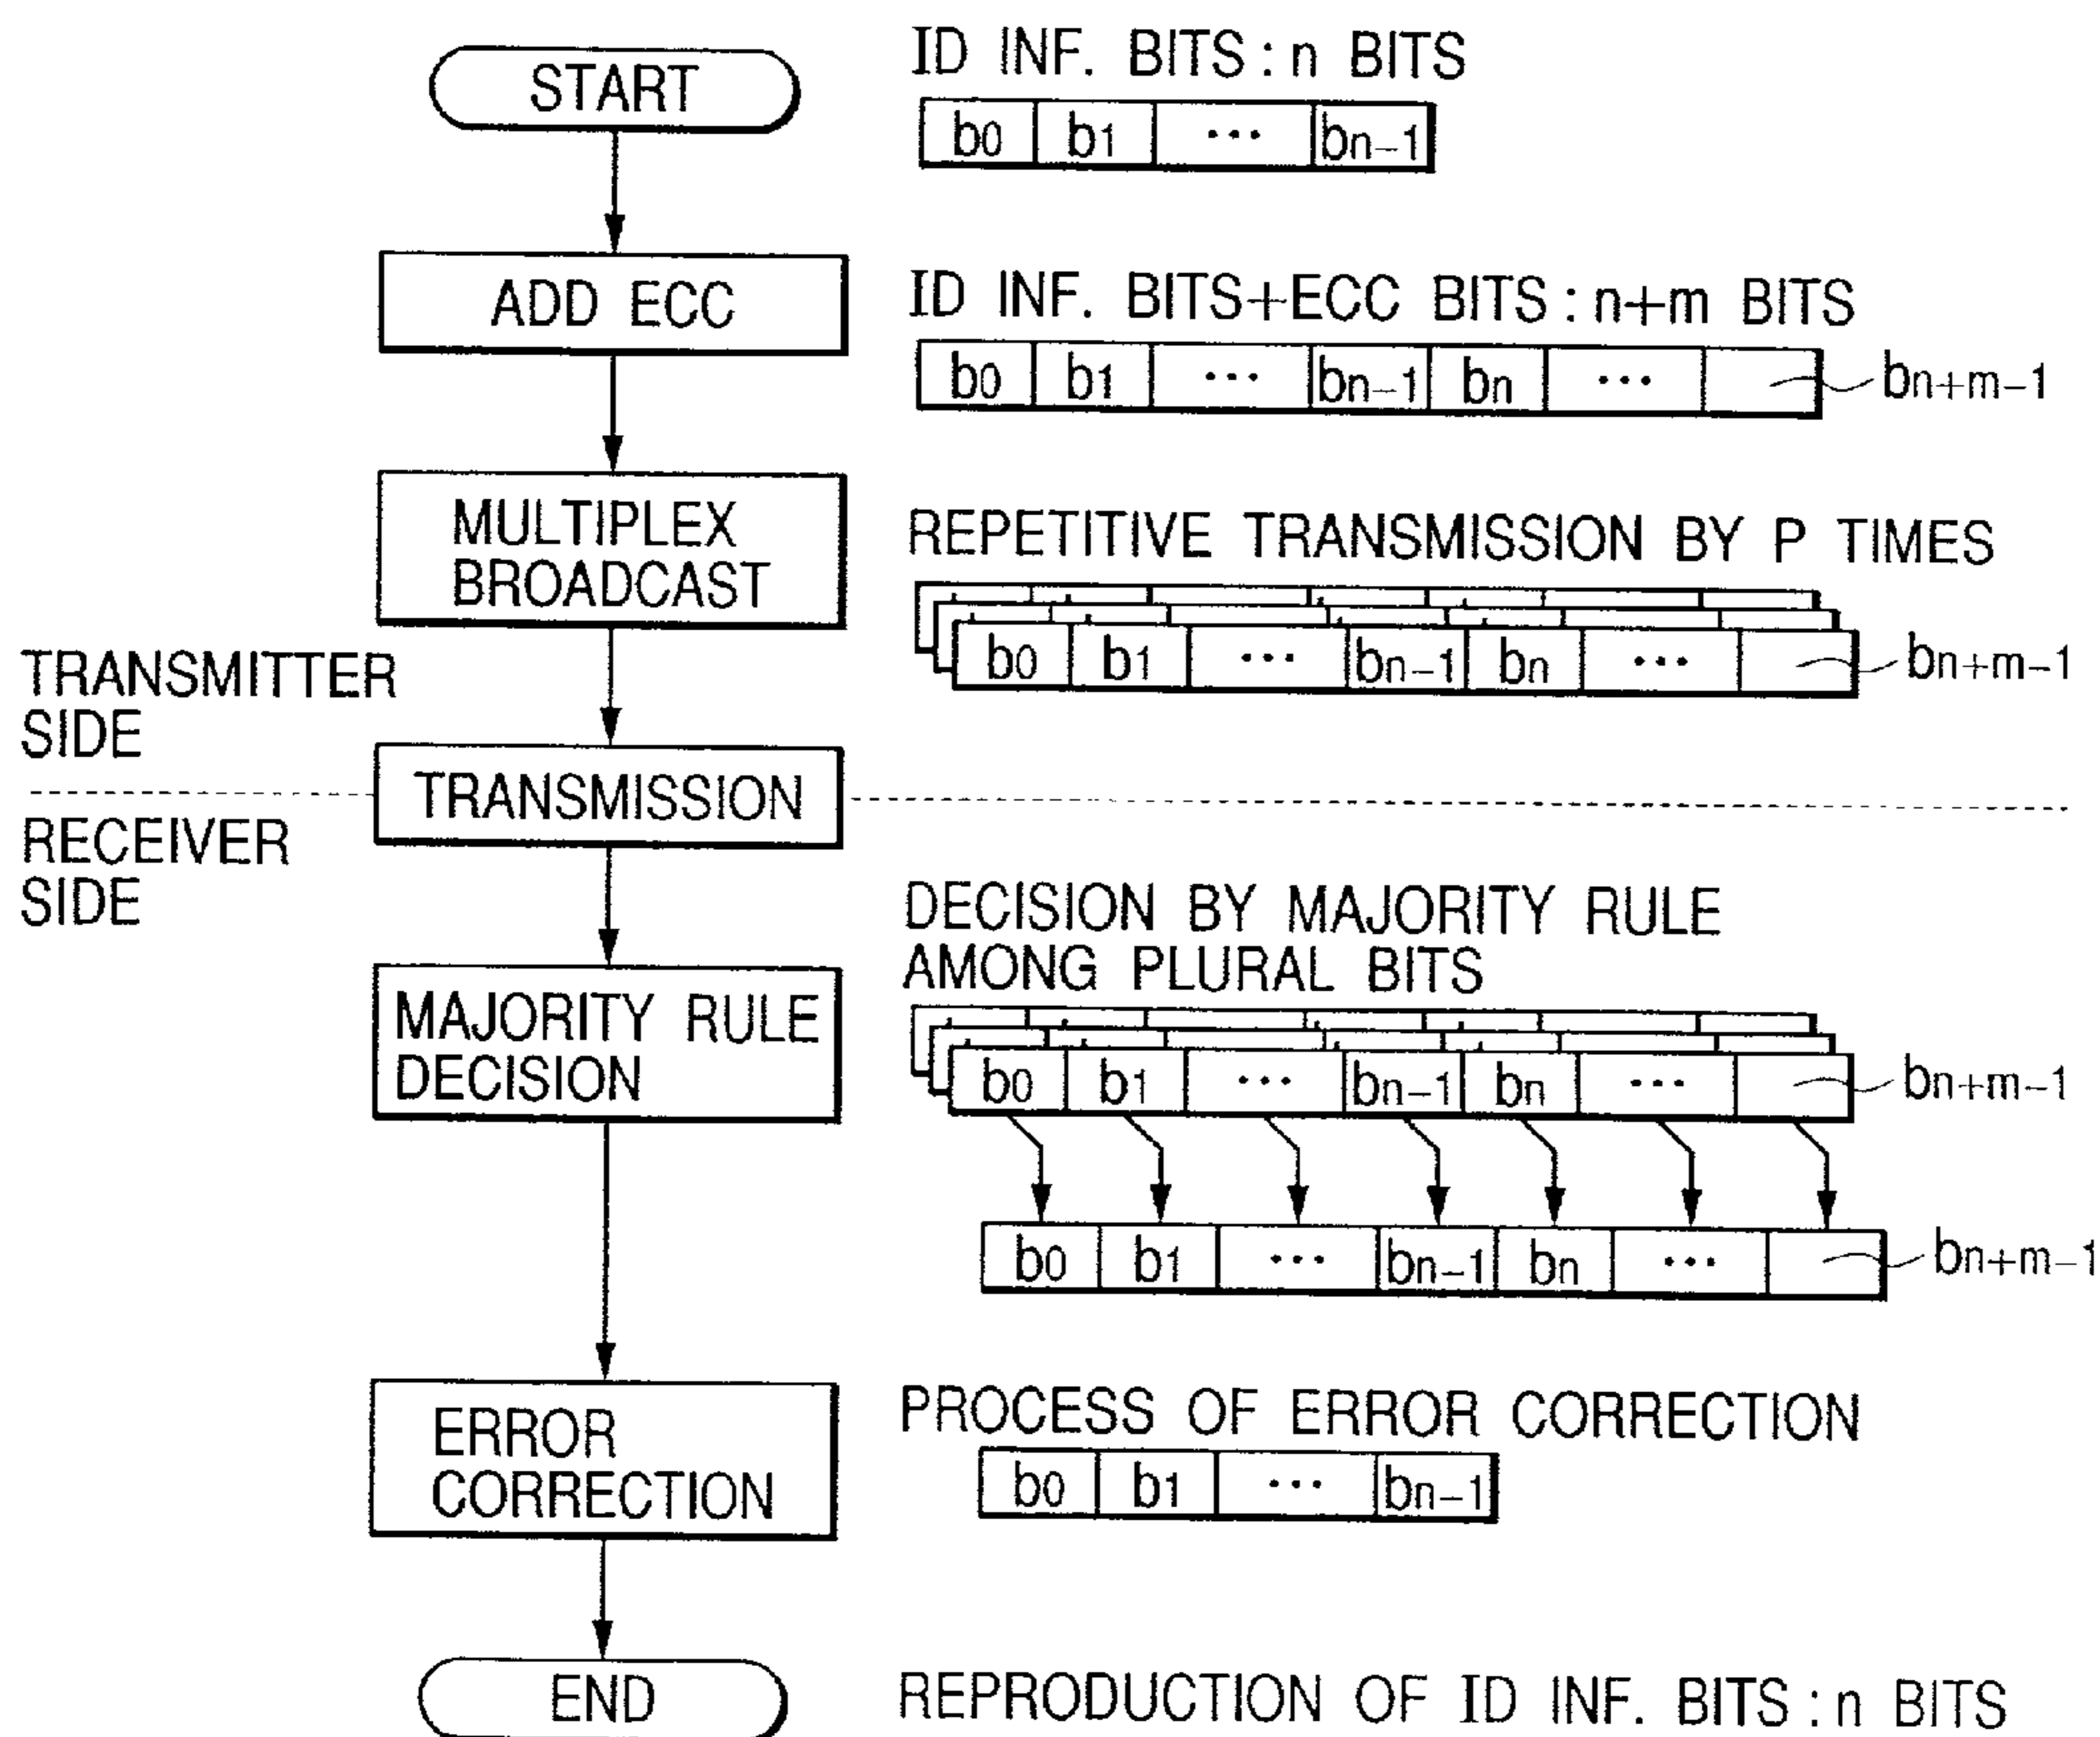 START
ID INF. BITS : n BITS
b0 b1 ... bn-1
ADD ECC
ID INF. BITS+ECC BITS : n+m BITS
b0 b1 ... bn-1 bn ... bn+m-1
MULTIPLEX
BROADCAST
REPETITIVE TRANSMISSION BY P TIMES
b0 b1 ... bn-1 bn ... bn+m-1
TRANSMITTER
SIDE
TRANSMISSION
RECEIVER
SIDE
MAJORITY RULE
DECISION
DECISION BY MAJORITY RULE
AMONG PLURAL BITS
b0 b1 ... bn-1 bn ... bn+m-1
b0 b1 ... bn-1 bn ... bn+m-1
ERROR
CORRECTION
PROCESS OF ERROR CORRECTION
b0 b1 ... bn-1
END
REPRODUCTION OF ID INF. BITS : n BITS